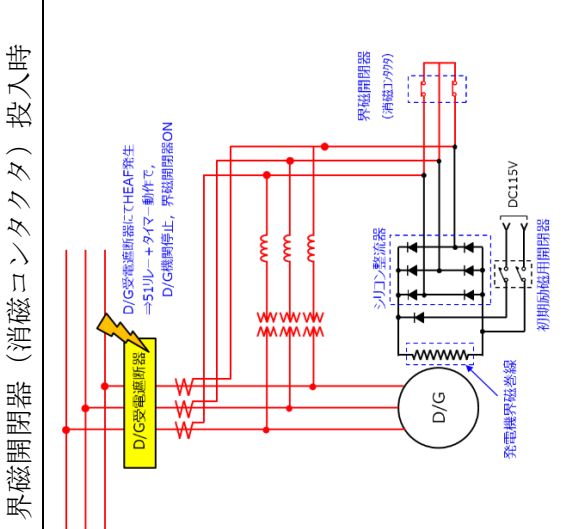 界磁開閉器（消磁コンタクタ）投入時
D/G受電遮断器にてHEAF発生
⇒51リレー＋タイマー動作で，
D/G機関停止，界磁開閉器ON
D/G受電遮断器
界磁開閉器
(消磁ｺﾝﾀｸﾀ)
シリコン整流器
DC115V
初期励磁用開閉器
D/G
発電機界磁巻線